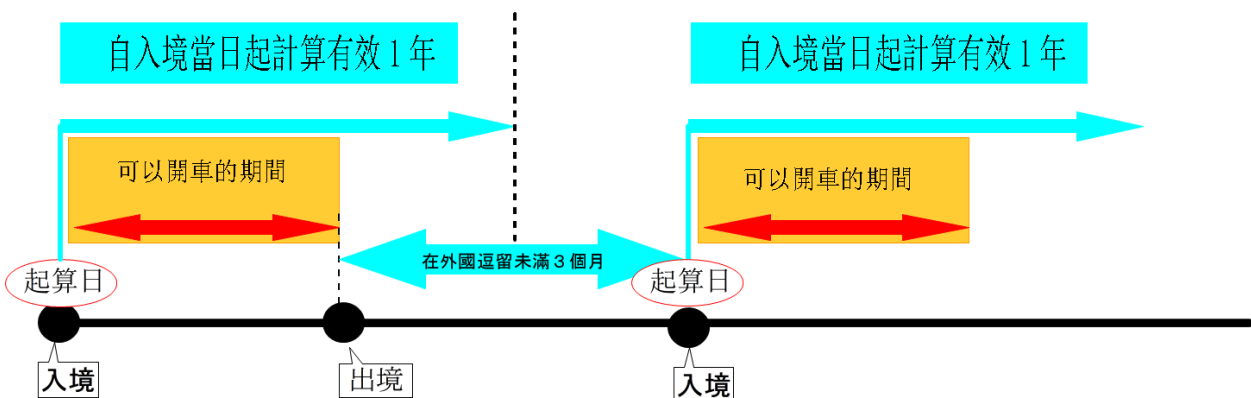 自入境當日起計算有效１年
自入境當日起計算有效１年
可以開車的期間
可以開車的期間
在外國逗留未滿３個月
起算日
起算日
入境
出境
入境